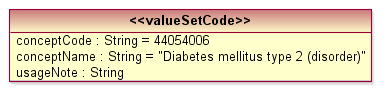 <<valueSetCode>>
conceptCode : String = 44054006
conceptName : String = "Diabetes mellitus type 2 (disorder)"
usageNote : String